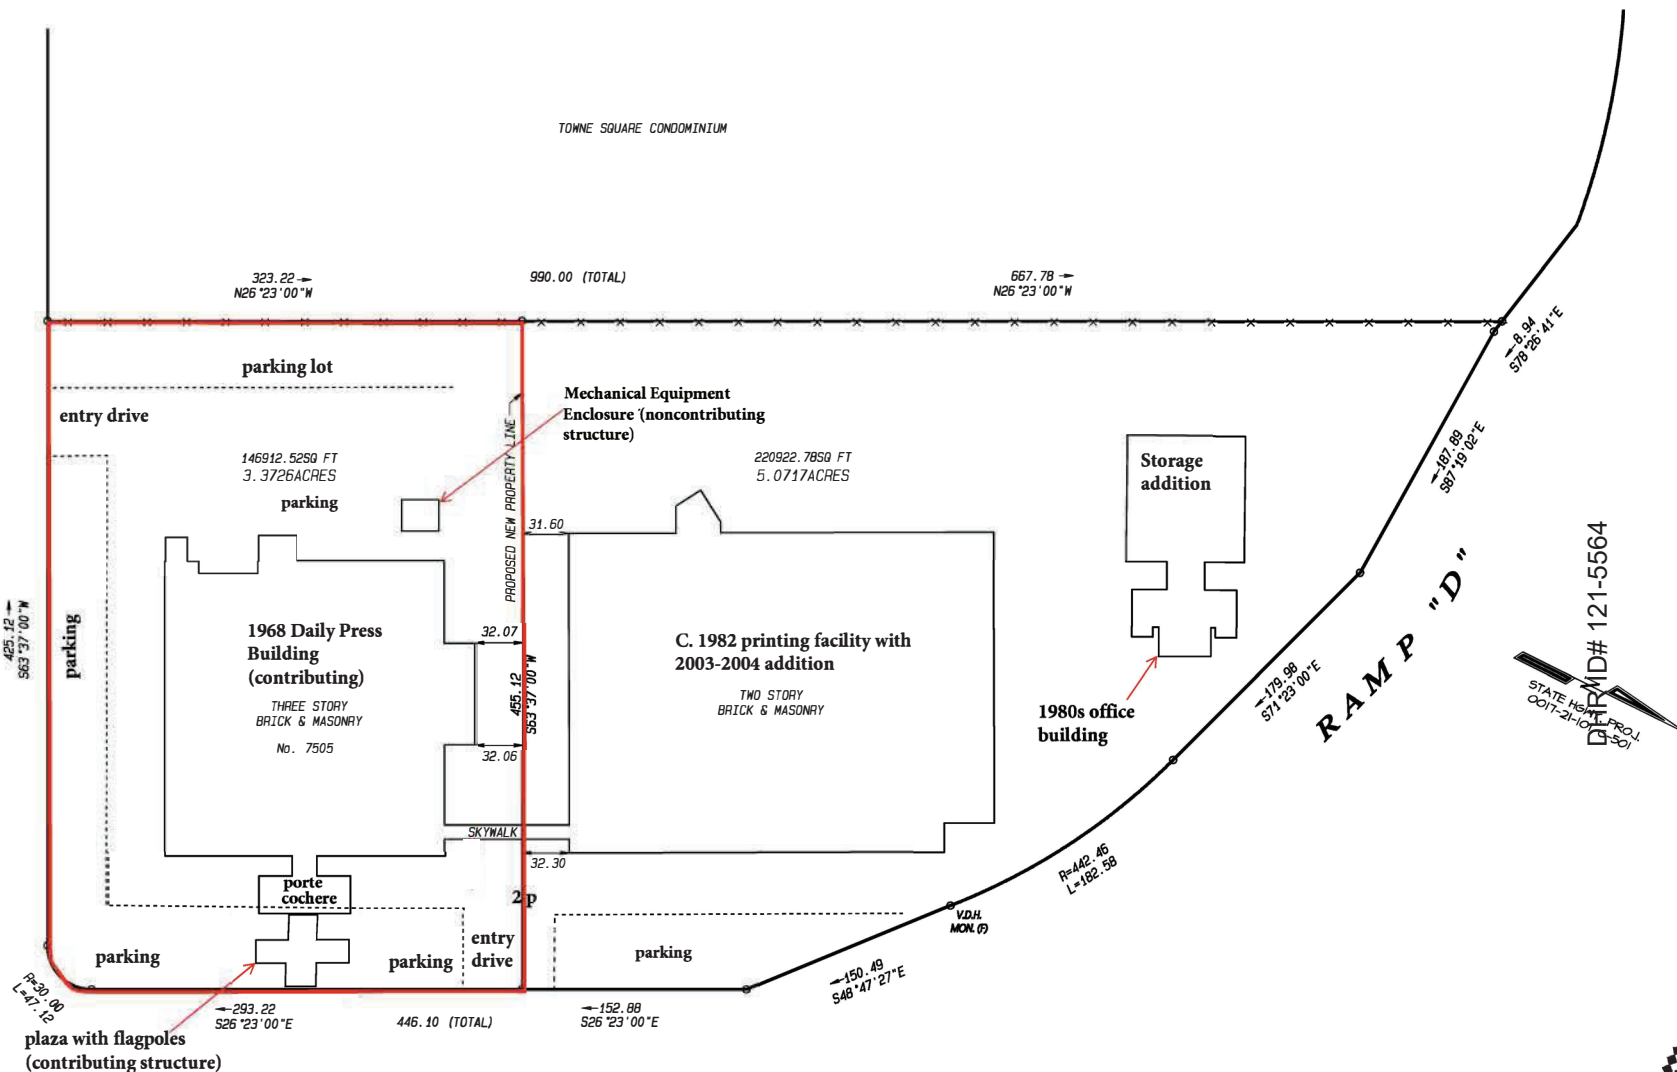 TOWNE SQUARE CONDOMINIUM
323.22→
N26°23'00"W
990.00 (TOTAL)
667.78→
N26°23'00"W
←8.94
S78°26'41"E
parking lot
entry drive
Mechanical Equipment
Enclosure (noncontributing
structure)
PROPOSED NEW PROPERTY LINE
146912.52SQ FT
3.3726ACRES
parking
220922.78SQ FT
5.0717ACRES
Storage
addition
←187.89
S87°19'02"E
31.60
425.12→
S63°37'00"W
parking
1968 Daily Press
Building
(contributing)
THREE STORY
BRICK & MASONRY
No. 7505
32.07
455.12
S63°37'00"W
32.06
C. 1982 printing facility with
2003-2004 addition
TWO STORY
BRICK & MASONRY
1980s office
building
←179.98
S71°23'00"E
RAMP "D"
DHRMD# 121-5564
STATE HGWY. PROJ.
SKYWALK
32.30
R=442.46
L=182.58
porte
cochere
2 p
V.D.H.
MON. (F)
parking
parking
entry
drive
parking
←150.49
S48°47'27"E
R=30.00
L=47.12
←293.22
S26°23'00"E
446.10 (TOTAL)
←152.88
S26°23'00"E
plaza with flagpoles
(contributing structure)